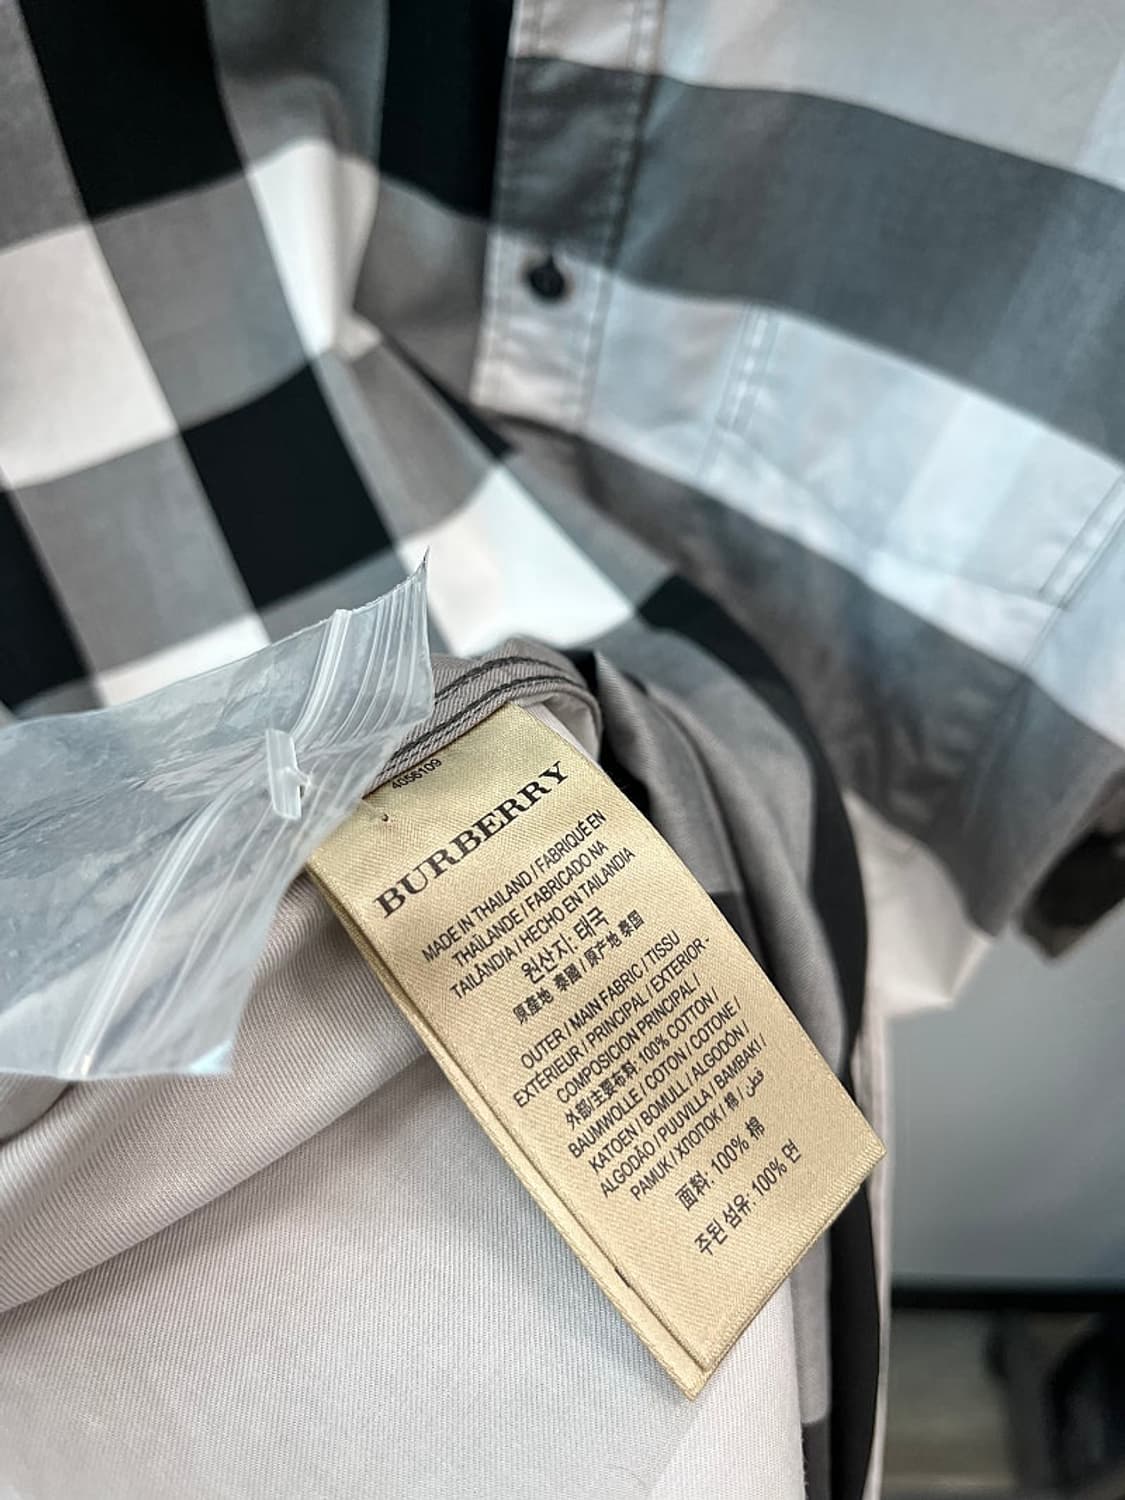 4056109
BURBERRY
MADE IN THAILAND / FABRIQUÉ EN
THAÏLANDE / FABRICADO NA
TAILÂNDIA / HECHO EN TAILANDIA
원산지: 태국
原產地 泰國 / 原产地 泰国
OUTER / MAIN FABRIC / TISSU
EXTÉRIEUR / PRINCIPAL / EXTERIOR -
COMPOSICION PRINCIPAL /
外部/主要布料: 100% COTTON /
BAUMWOLLE / COTON / COTONE /
KATOEN / BOMULL / ALGODÓN /
ALGODÃO / PUUVILLA / BAMBAKI /
PAMUK / ХЛОПОК / 棉 / قطن
面料: 100% 棉
주된 섬유: 100% 면